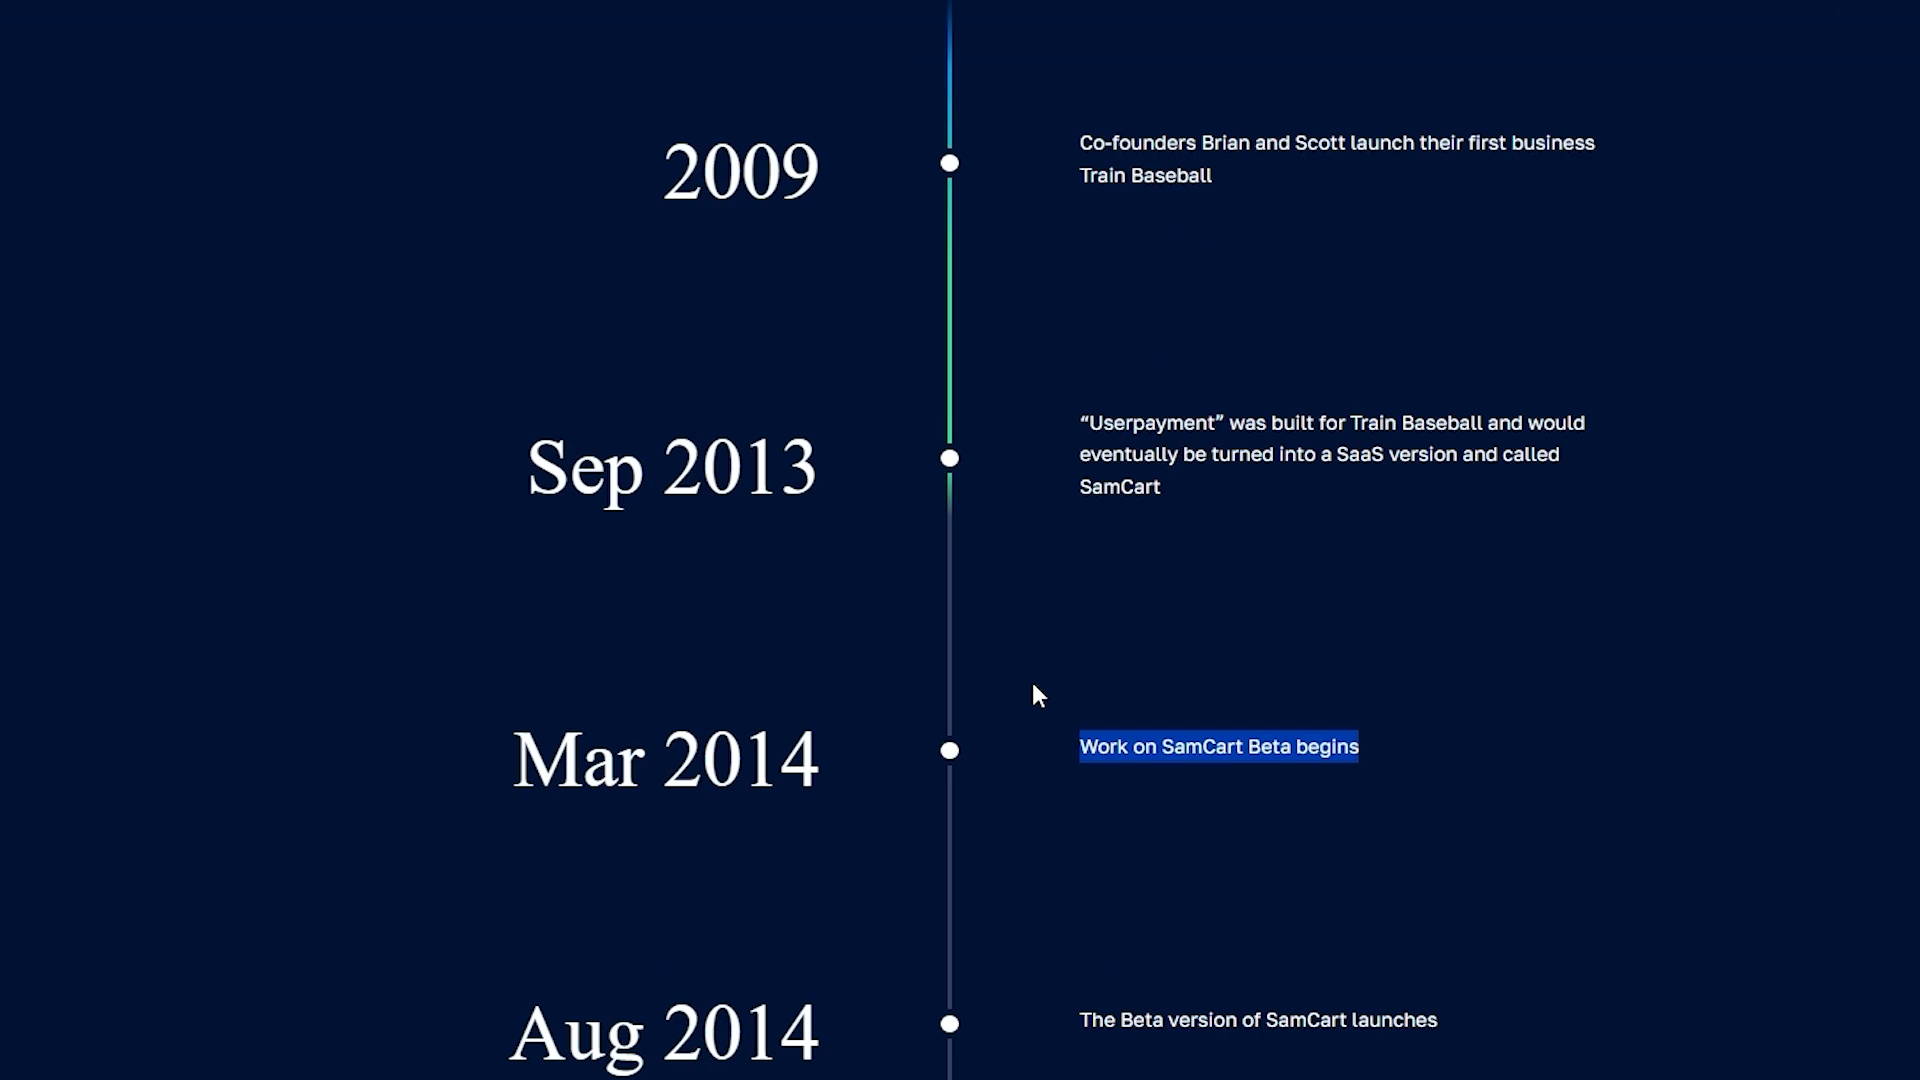 2009
Co-founders Brian and Scott launch their first business
Train Baseball
Sep 2013
“Userpayment” was built for Train Baseball and would
eventually be turned into a SaaS version and called
SamCart
Mar 2014
Work on SamCart Beta begins
Aug 2014
The Beta version of SamCart launches